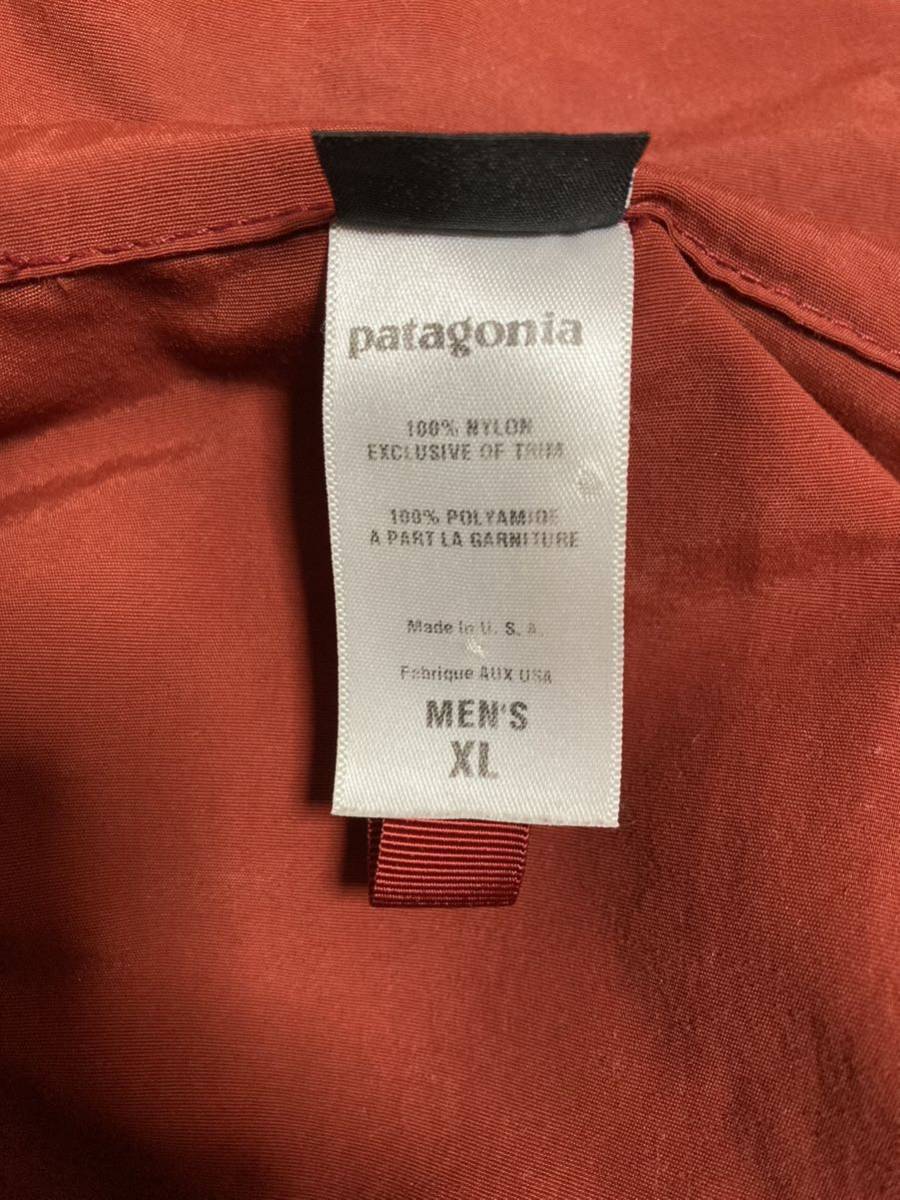 patagonia
100% NYLON
EXCLUSIVE OF TRIM
100% POLYAMIDE
A PART LA GARNITURE
Made in U. S. A.
Fabrique AUX USA
MEN'S
XL